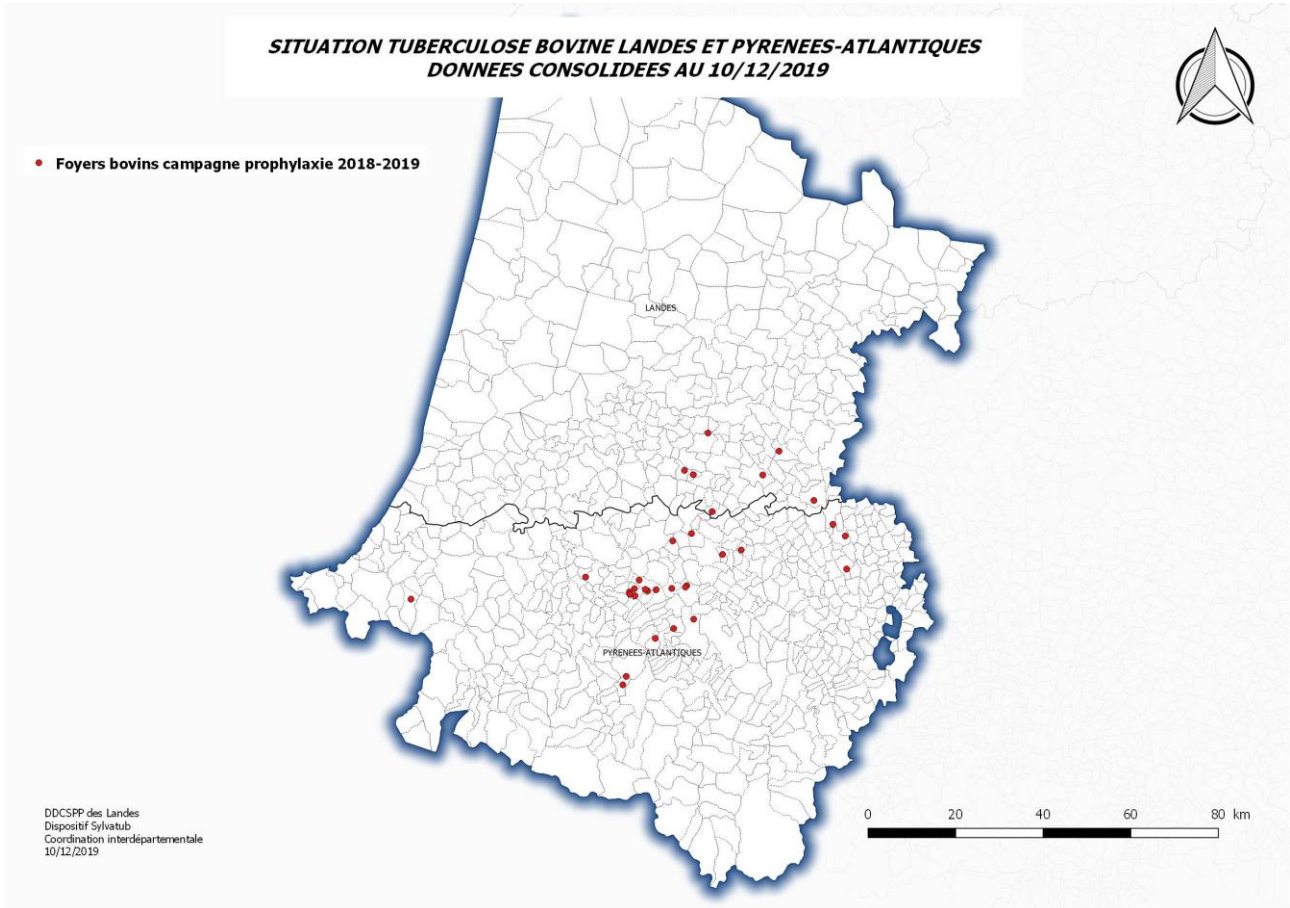 SITUATION TUBERCULOSE BOVINE LANDES ET PYRENEES-ATLANTIQUES
DONNEES CONSOLIDEES AU 10/12/2019
Foyers bovins campagne prophylaxie 2018-2019
LANDES
PYRENEES-ATLANTIQUES
DDCSPP des Landes
Dispositif Sylvatub
Coordination interdépartementale
10/12/2019
0 20 40 60 80 km